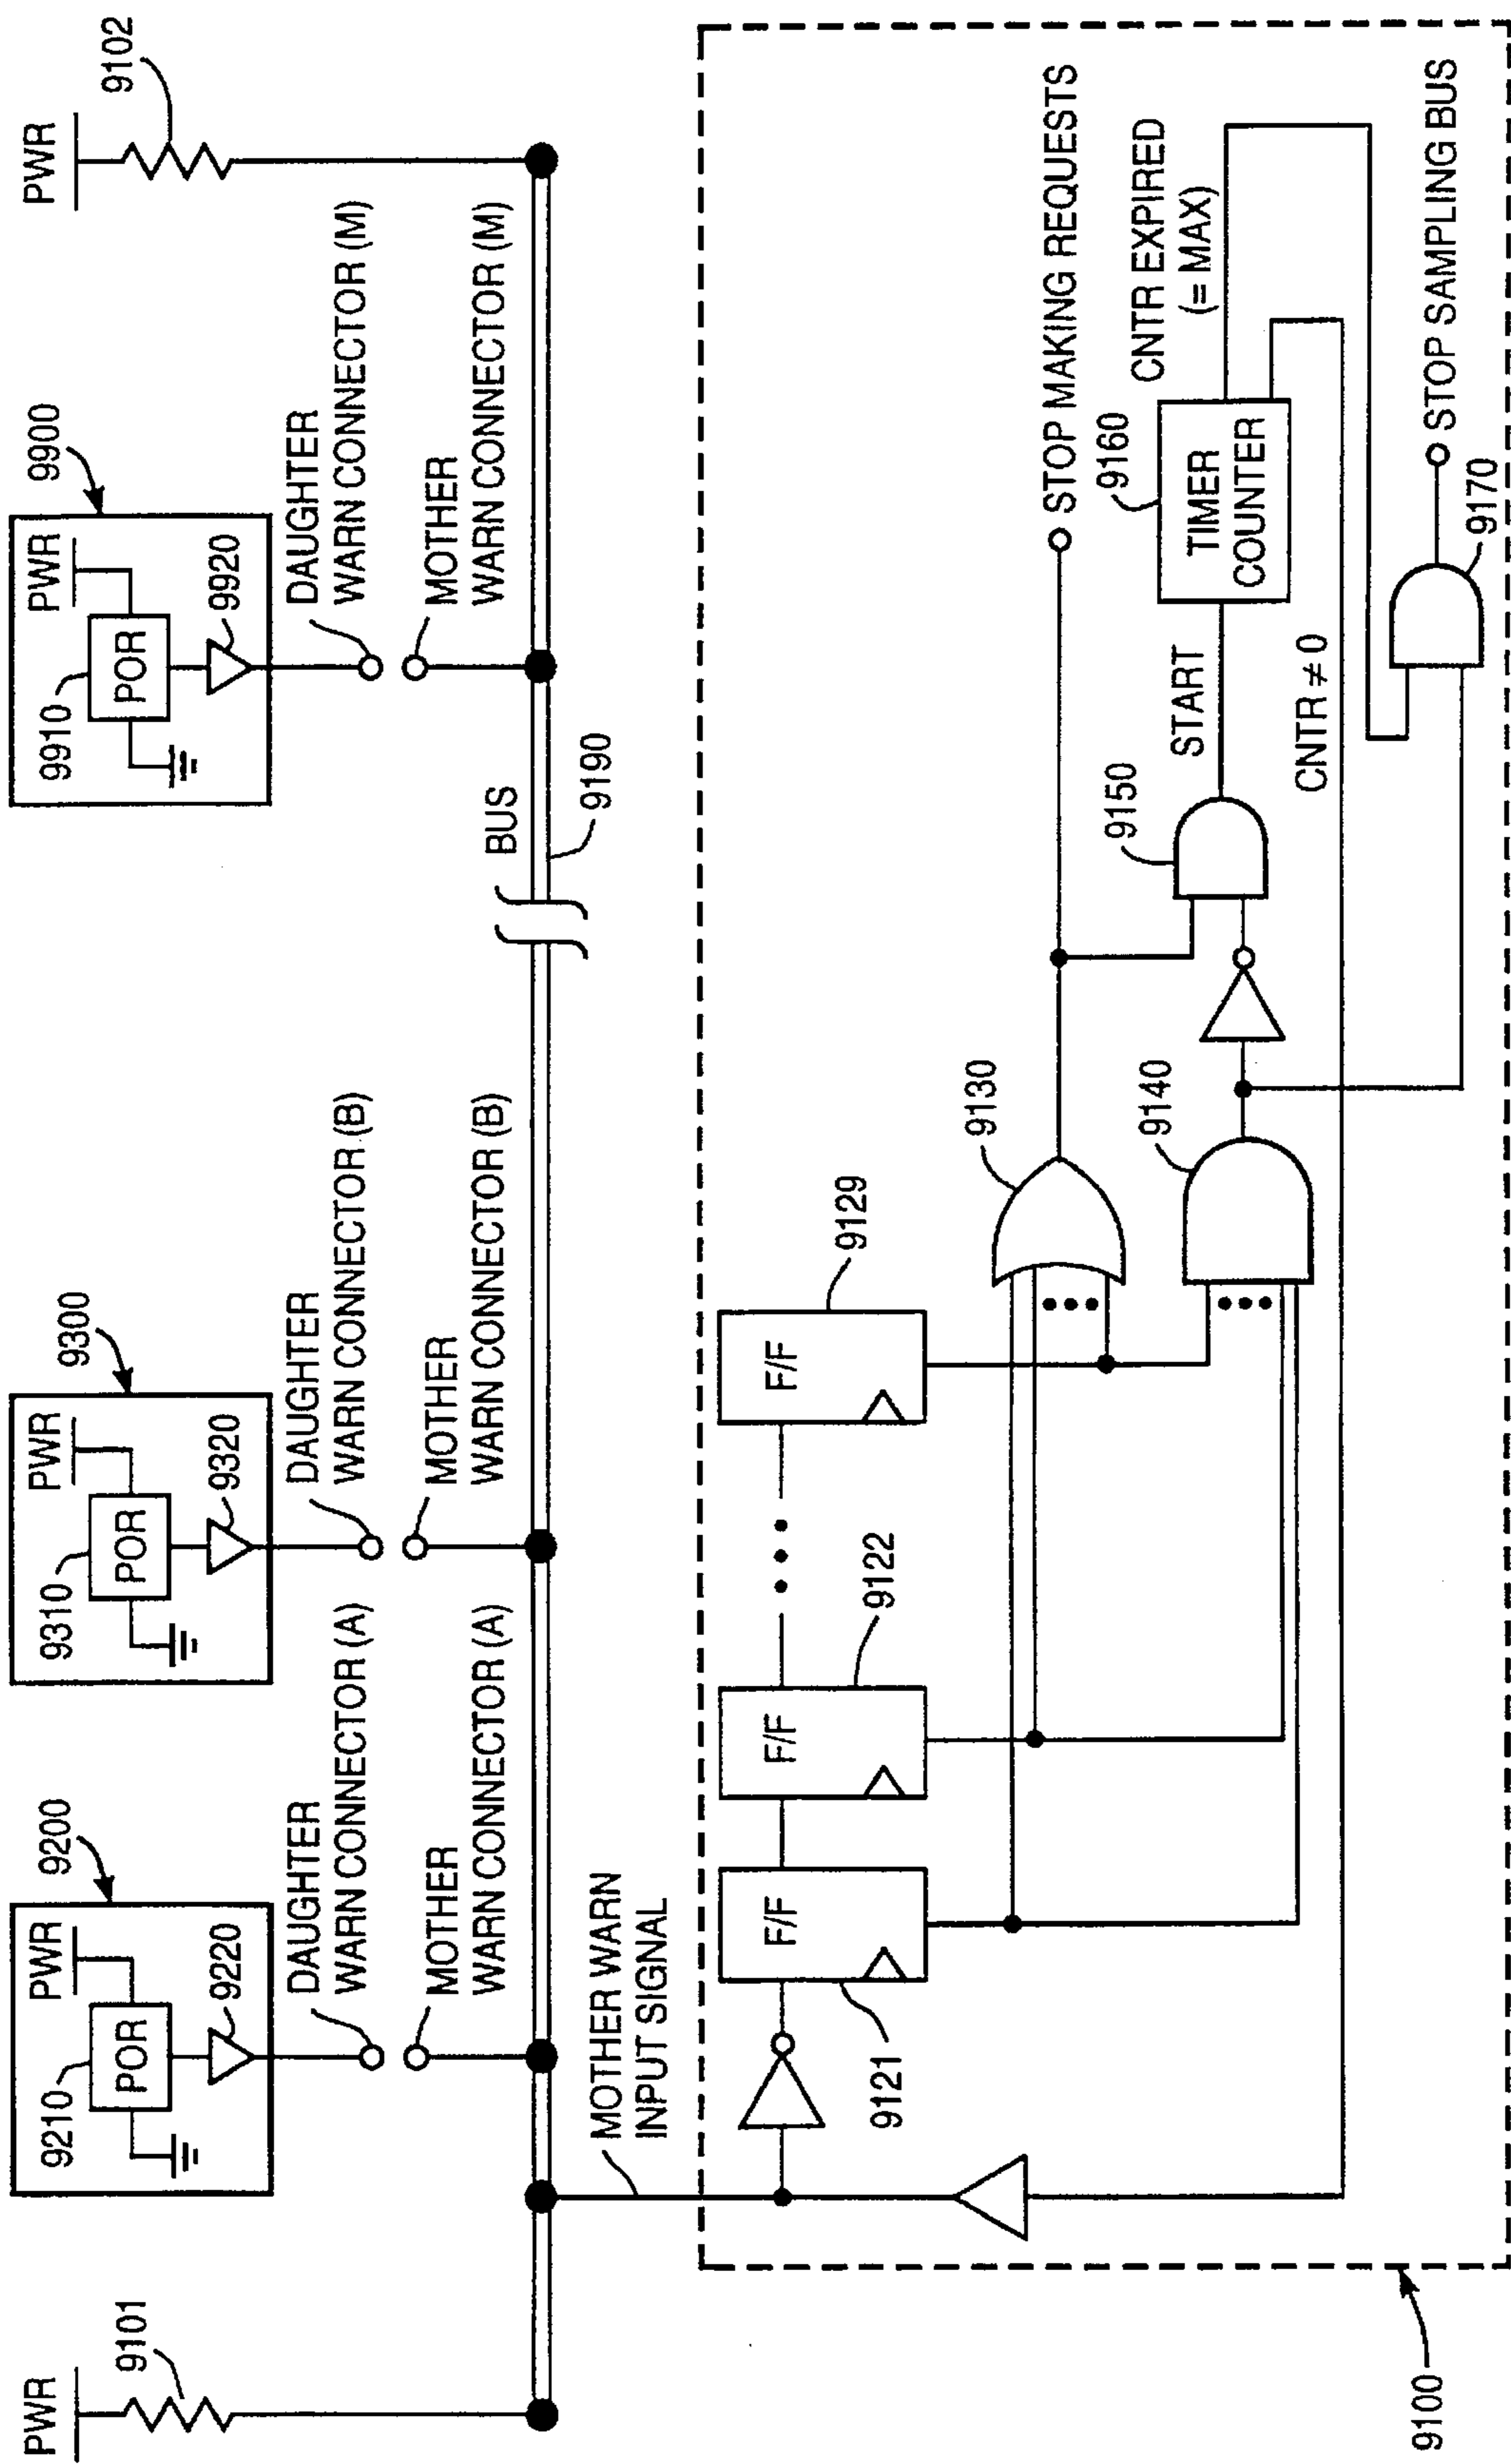 PWR
9101
9200
PWR
9210
POR
9220
DAUGHTER
WARN CONNECTOR (A)
MOTHER
WARN CONNECTOR (A)
9300
PWR
9310
POR
9320
DAUGHTER
WARN CONNECTOR (B)
MOTHER
WARN CONNECTOR (B)
9900
PWR
9910
POR
9920
DAUGHTER
WARN CONNECTOR (M)
MOTHER
WARN CONNECTOR (M)
PWR
9102
BUS
9190
MOTHER WARN
INPUT SIGNAL
F/F
9121
F/F
9122
F/F
9129
9130
STOP MAKING REQUESTS
9140
9150
START
9160
TIMER
COUNTER
CNTR EXPIRED
(= MAX)
CNTR ≠ 0
9170
STOP SAMPLING BUS
9100